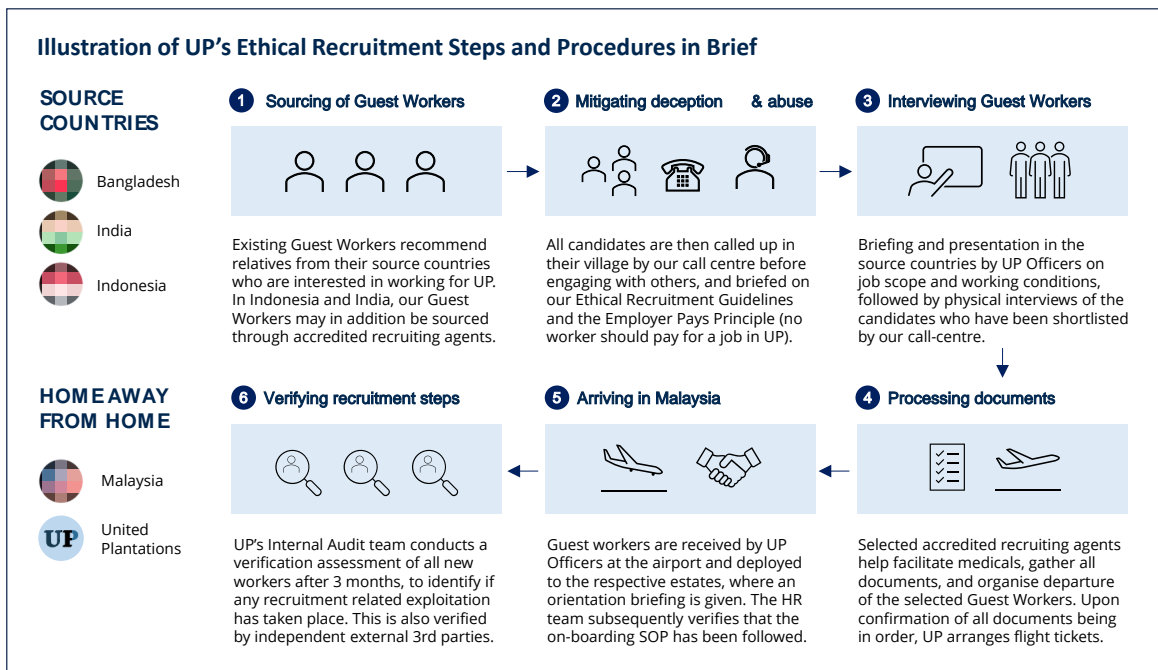 Illustration of UP's Ethical Recruitment Steps and Procedures in Brief
SOURCE
COUNTRIES
Bangladesh
India
Indonesia
1 Sourcing of Guest Workers
Existing Guest Workers recommend
relatives from their source countries
who are interested in working for UP.
In Indonesia and India, our Guest
Workers may in addition be sourced
through accredited recruiting agents.
2 Mitigating deception & abuse
All candidates are then called up in
their village by our call centre before
engaging with others, and briefed on
our Ethical Recruitment Guidelines
and the Employer Pays Principle (no
worker should pay for a job in UP).
3 Interviewing Guest Workers
Briefing and presentation in the
source countries by UP Officers on
job scope and working conditions,
followed by physical interviews of the
candidates who have been shortlisted
by our call-centre.
HOME AWAY
FROM HOME
Malaysia
UP
United
Plantations
6 Verifying recruitment steps
UP's Internal Audit team conducts a
verification assessment of all new
workers after 3 months, to identify if
any recruitment related exploitation
has taken place. This is also verified
by independent external 3rd parties.
5 Arriving in Malaysia
Guest workers are received by UP
Officers at the airport and deployed
to the respective estates, where an
orientation briefing is given. The HR
team subsequently verifies that the
on-boarding SOP has been followed.
4 Processing documents
Selected accredited recruiting agents
help facilitate medicals, gather all
documents, and organise departure
of the selected Guest Workers. Upon
confirmation of all documents being
in order, UP arranges flight tickets.